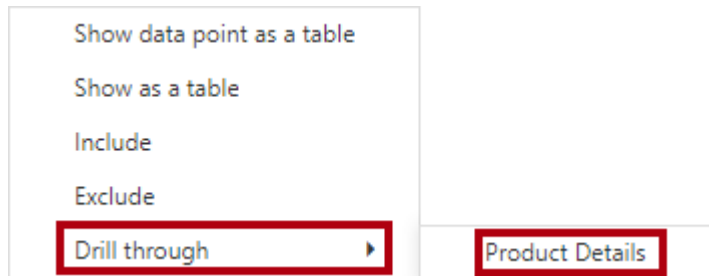 Show data point as a table
Show as a table
Include
Exclude
Drill through
Product Details